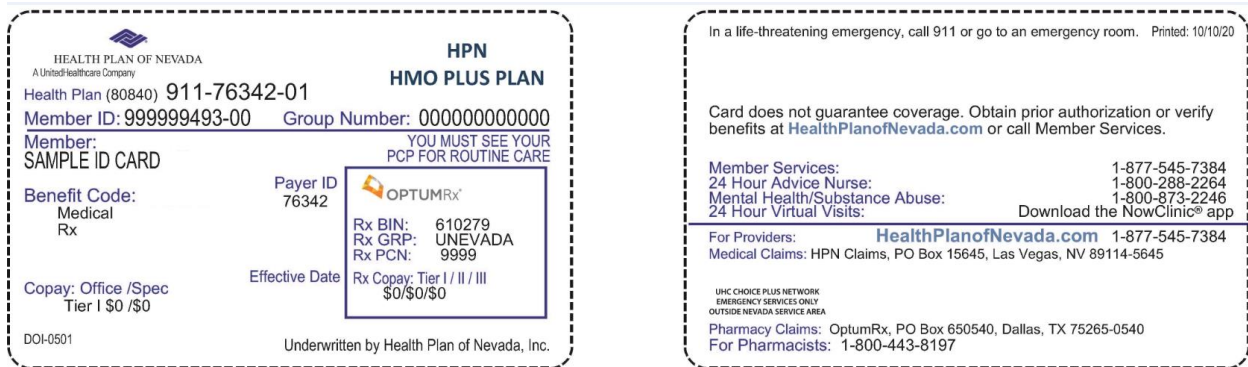 HEALTH PLAN OF NEVADA
A UnitedHealthcare Company
HPN
HMO PLUS PLAN
Health Plan (80840) 911-76342-01
Member ID: 999999493-00 Group Number: 000000000000
Member:
SAMPLE ID CARD
YOU MUST SEE YOUR
PCP FOR ROUTINE CARE
Benefit Code:
Medical
Rx
Payer ID
76342
OPTUMRx®
Rx BIN: 610279
Rx GRP: UNEVADA
Rx PCN: 9999
Effective Date
Rx Copay: Tier I / II / III
$0/$0/$0
Copay: Office /Spec
Tier I $0 /$0
DOI-0501
Underwritten by Health Plan of Nevada, Inc.
In a life-threatening emergency, call 911 or go to an emergency room. Printed: 10/10/20
Card does not guarantee coverage. Obtain prior authorization or verify
benefits at HealthPlanofNevada.com or call Member Services.
Member Services: 1-877-545-7384
24 Hour Advice Nurse: 1-800-288-2264
Mental Health/Substance Abuse: 1-800-873-2246
24 Hour Virtual Visits: Download the NowClinic® app
For Providers: HealthPlanofNevada.com 1-877-545-7384
Medical Claims: HPN Claims, PO Box 15645, Las Vegas, NV 89114-5645
UHC CHOICE PLUS NETWORK
EMERGENCY SERVICES ONLY
OUTSIDE NEVADA SERVICE AREA
Pharmacy Claims: OptumRx, PO Box 650540, Dallas, TX 75265-0540
For Pharmacists: 1-800-443-8197